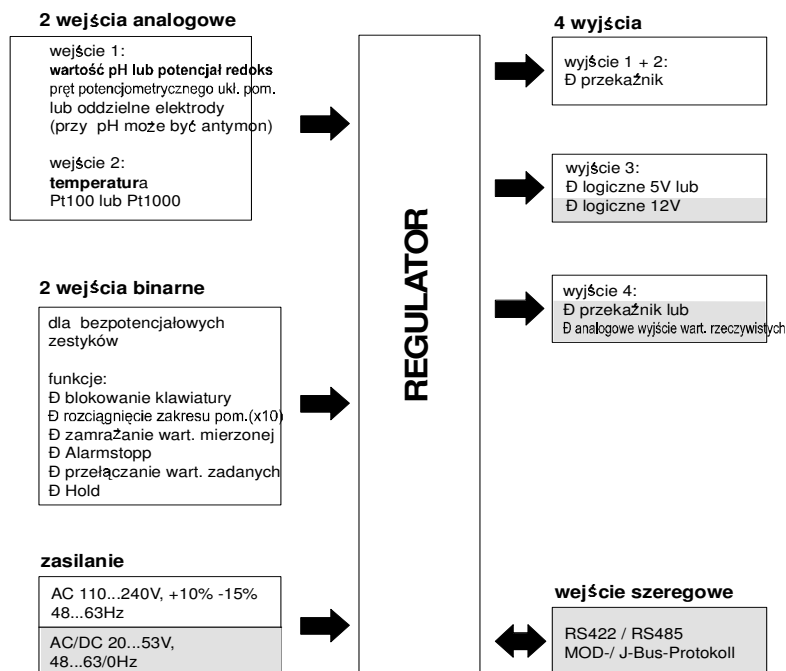 2 wejścia analogowe
wejście 1:
wartość pH lub potencjał redoks
pręt potencjometrycznego ukł. pom.
lub oddzielne elektrody
(przy pH może być antymon)
wejście 2:
temperatura
Pt100 lub Pt1000
2 wejścia binarne
dla bezpotencjałowych
zestyków
funkcje:
Đ blokowanie klawiatury
Đ rozciągnięcie zakresu pom.(x10)
Đ zamrażanie wart. mierzonej
Đ Alarmstopp
Đ przełączanie wart. zadanych
Đ Hold
zasilanie
AC 110...240V, +10% -15%
48...63Hz
AC/DC 20...53V,
48...63/0Hz
REGULATOR
4 wyjścia
wyjście 1 + 2:
Đ przekaźnik
wyjście 3:
Đ logiczne 5V lub
Đ logiczne 12V
wyjście 4:
Đ przekaźnik lub
Đ analogowe wyjście wart. rzeczywistych
wejście szeregowe
RS422 / RS485
MOD-/ J-Bus-Protokoll